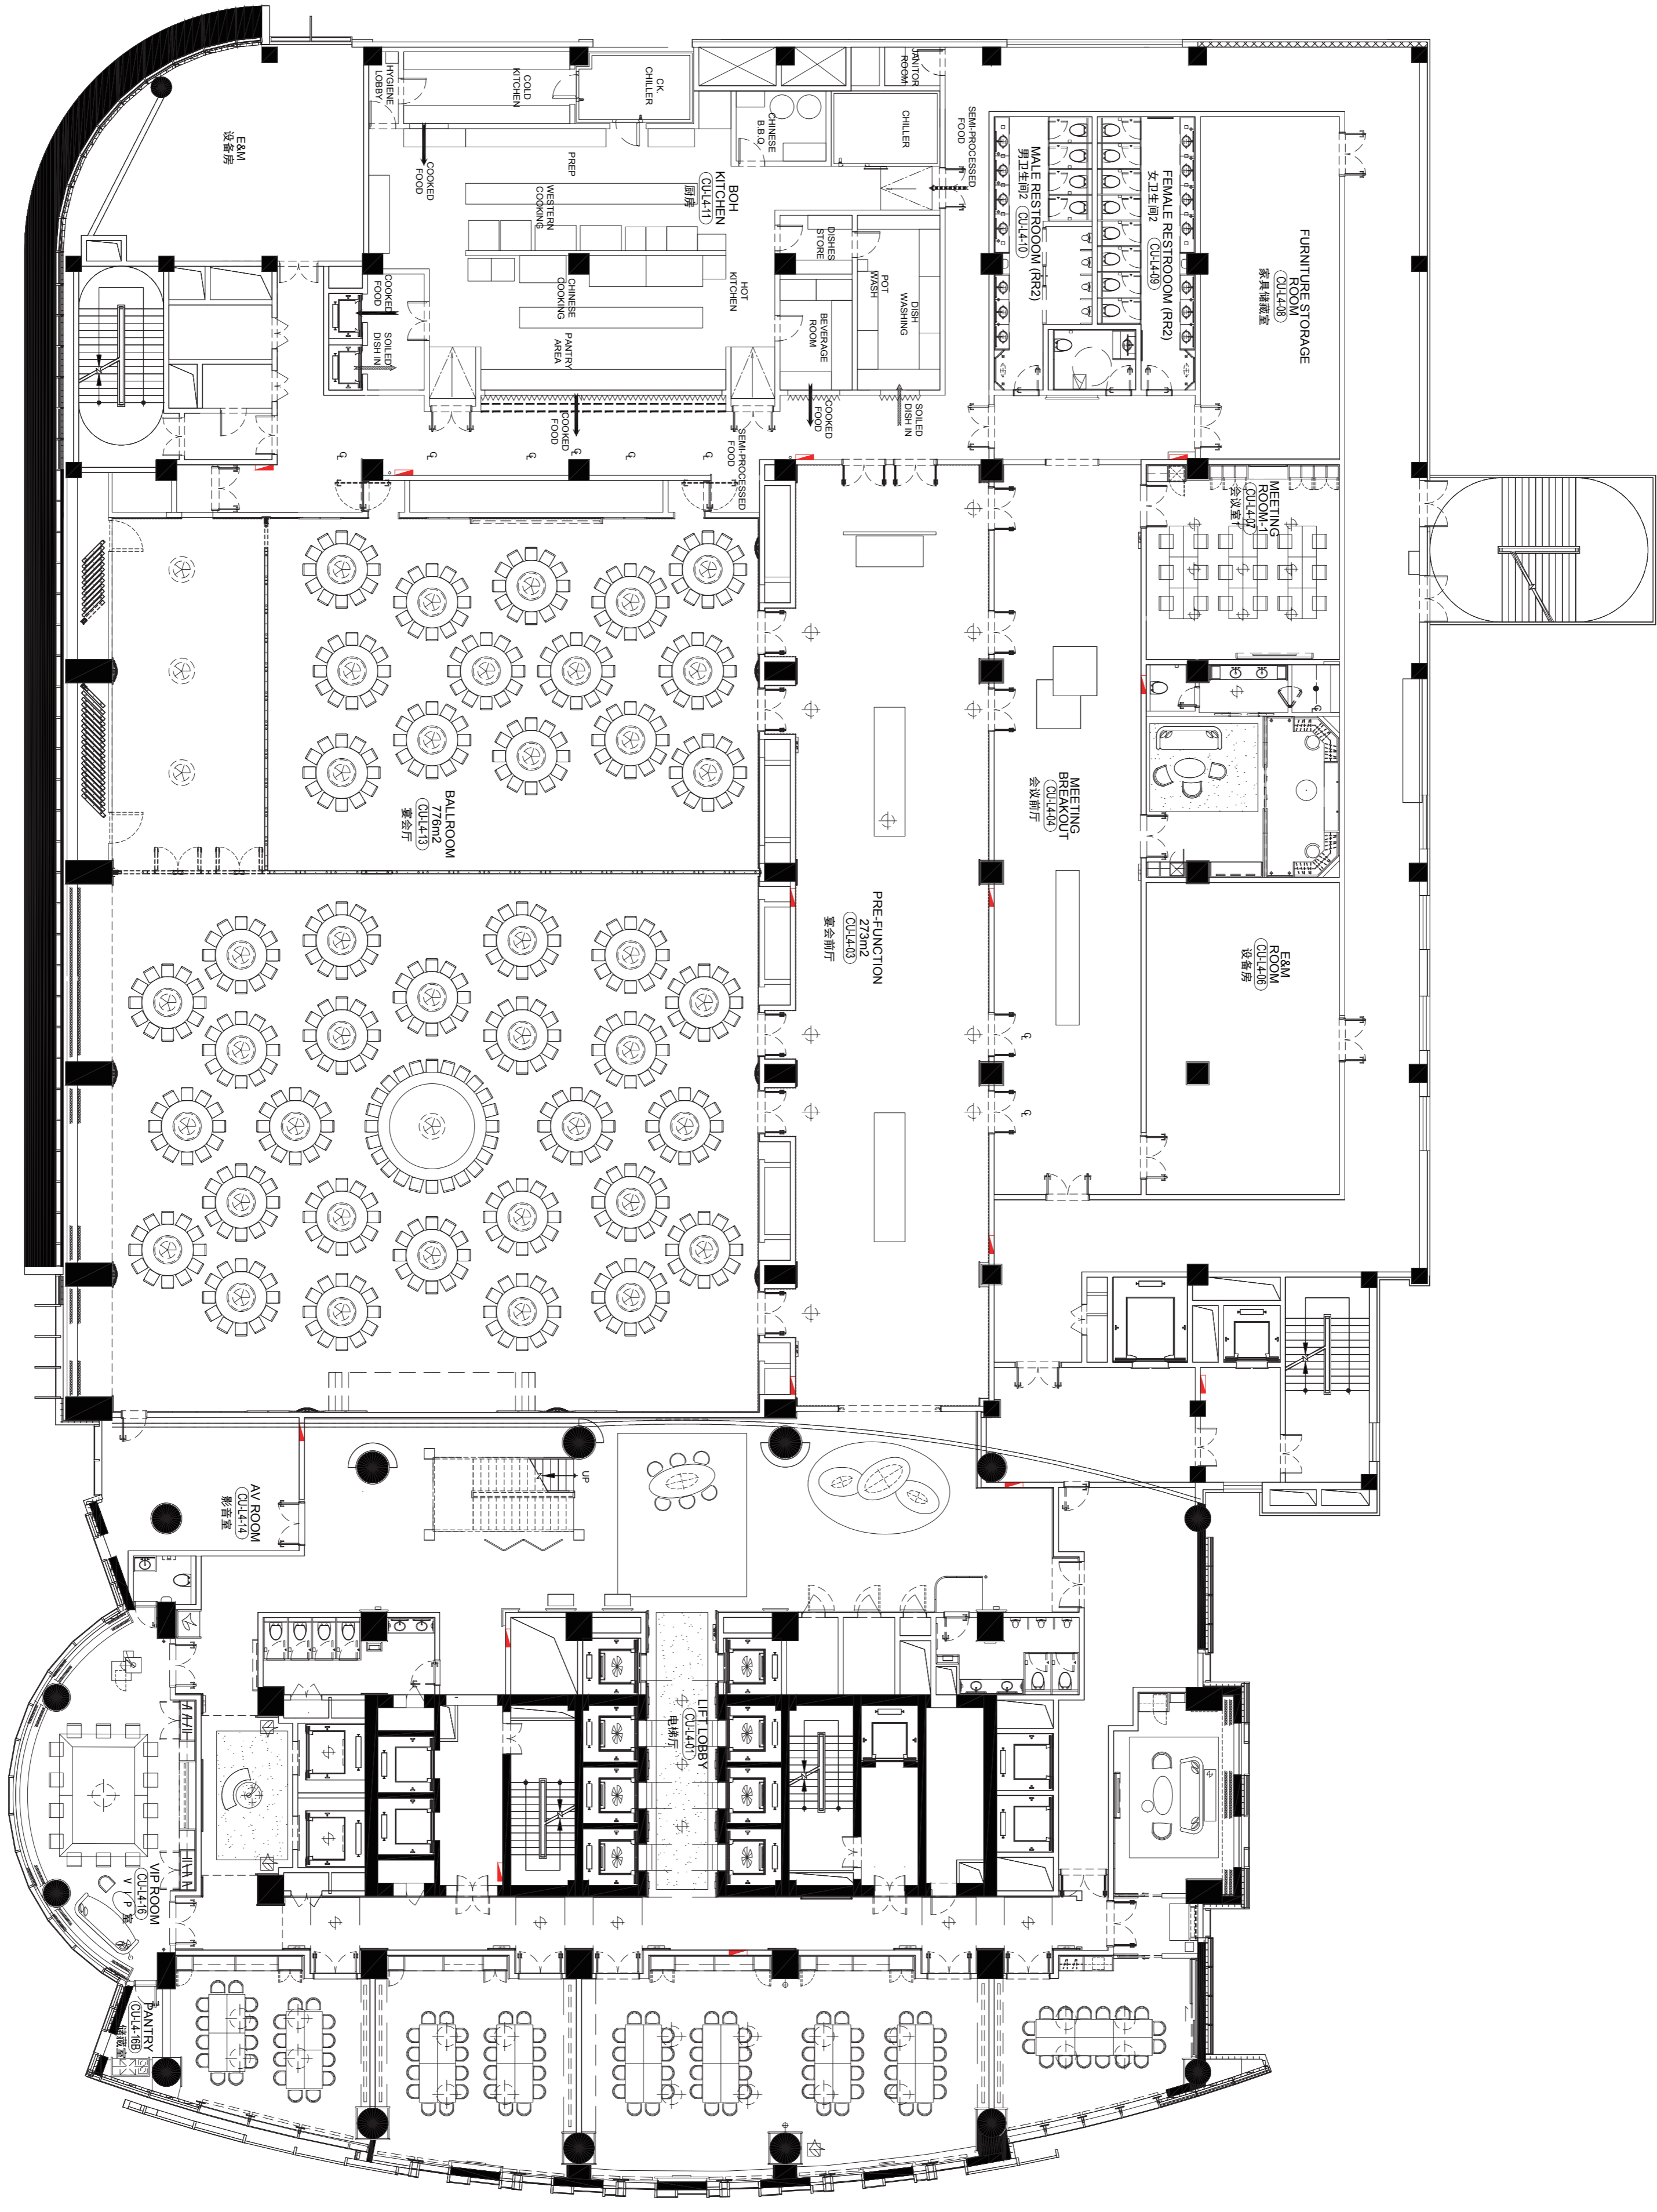 E&M
设备房
HYGIENE
LOBBY
COLD
KITCHEN
CK.
CHILLER
JANITOR
ROOM
CHINESE
B.B.Q
CHILLER
SEMI-PROCESSED
FOOD
COOKED
FOOD
PREP
WESTERN
COOKING
BOH
KITCHEN
CU-L4-11
厨房
DISHES
STORE
POT
WASH
DISH
WASHING
HOT
KITCHEN
CHINESE
COOKING
PANTRY
AREA
BEVERAGE
ROOM
COOKED
FOOD
SOILED
DISH IN
COOKED
FOOD
SEMI-PROCESSED
FOOD
COOKED
FOOD
SOILED
DISH IN
MALE RESTROOOM (RR2)
男卫生间2 CU-L4-10
FEMALE RESTROOOM (RR2)
女卫生间2 CU-L4-09
FURNITURE STORAGE
ROOM
CU-L4-08
家具储藏室
MEETING
ROOM-1
CU-L4-07
会议室1
BALLROOM
776m2
CU-L4-13
宴会厅
MEETING
BREAKOUT
CU-L4-04
会议前厅
PRE-FUNCTION
273m2
CU-L4-03
宴会前厅
E&M
ROOM
CU-L4-06
设备房
AV ROOM
CU-L4-14
影音室
UP
LIFT LOBBY
CU-L4-01
电梯厅
VIP ROOM
CU-L4-16
VIP室
PANTRY
CU-L4-16B
储藏室